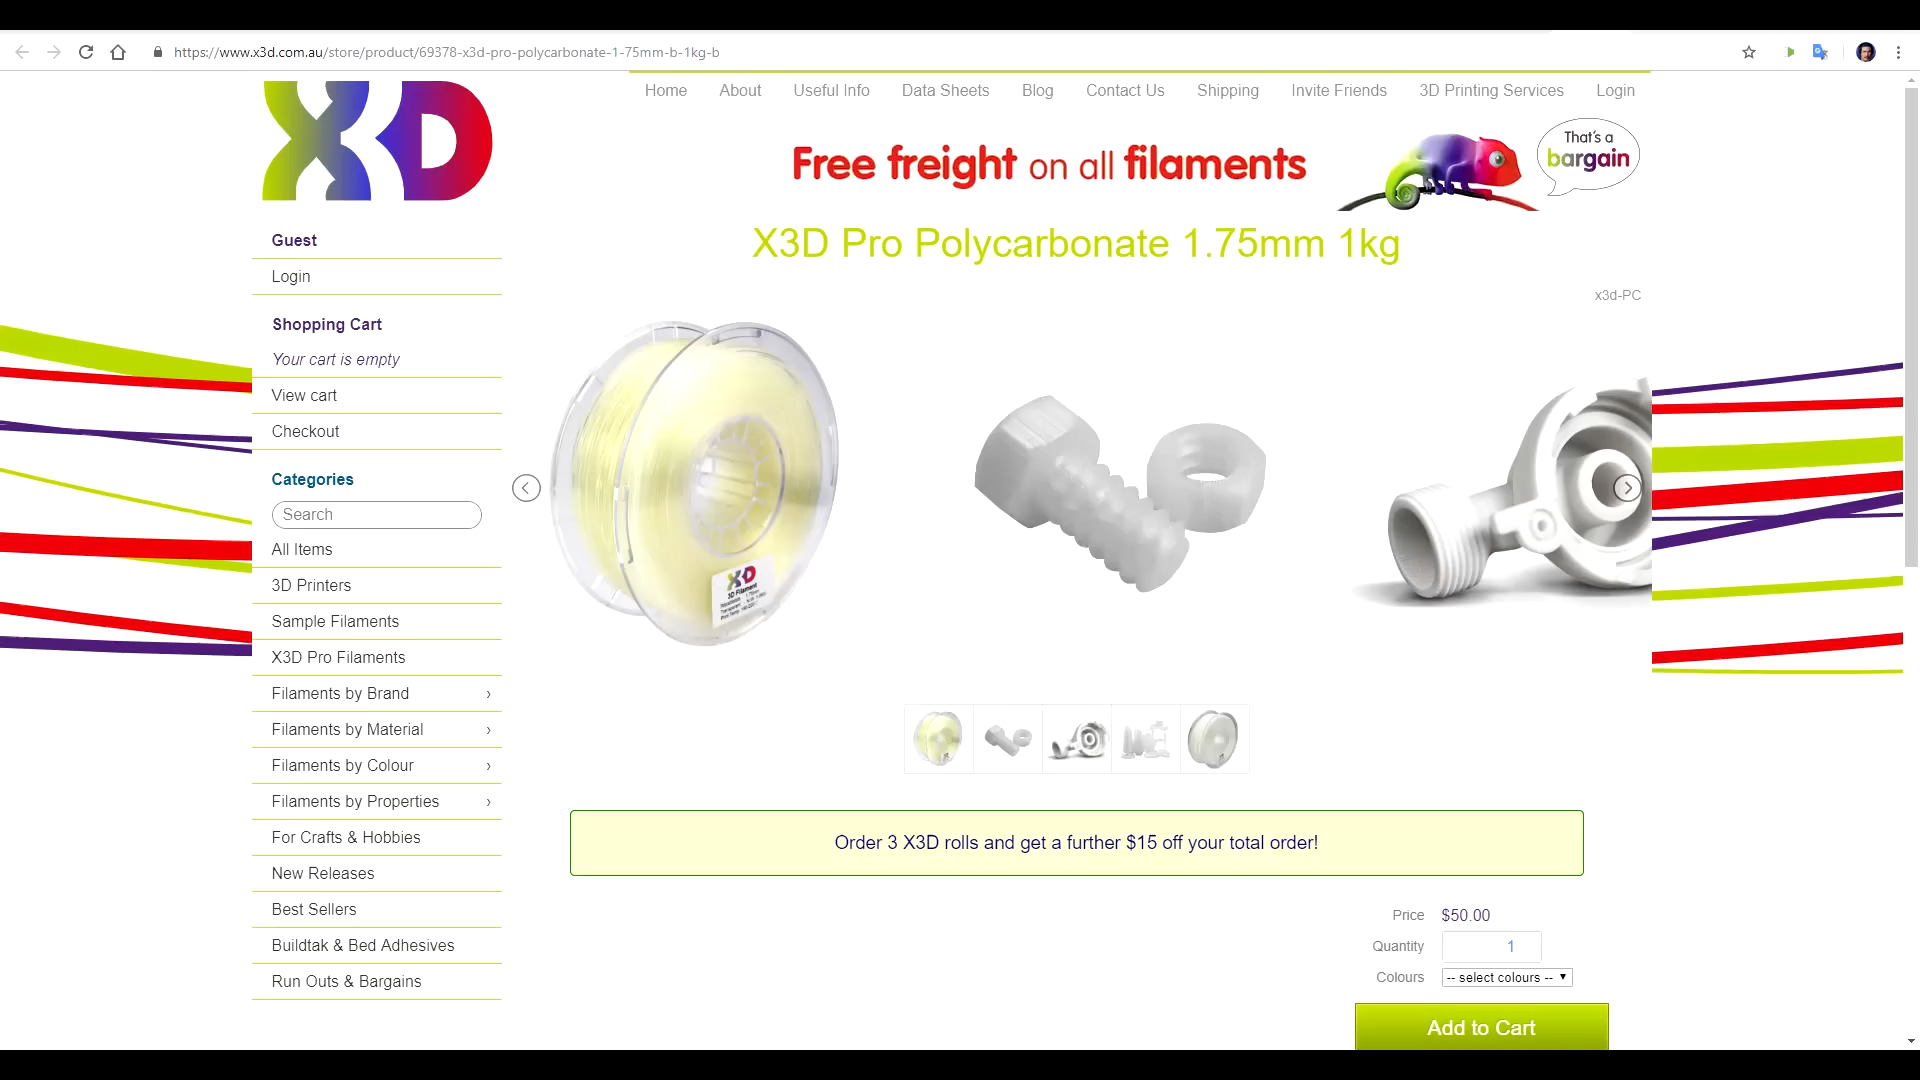 https://www.x3d.com.au/store/product/69378-x3d-pro-polycarbonate-1-75mm-b-1kg-b
X3D
Home About Useful Info Data Sheets Blog Contact Us Shipping Invite Friends 3D Printing Services Login
Free freight on all filaments
That's a
bargain
X3D Pro Polycarbonate 1.75mm 1kg
x3d-PC
Guest
Login
Shopping Cart
Your cart is empty
View cart
Checkout
Categories
Search
All Items
3D Printers
Sample Filaments
X3D Pro Filaments
Filaments by Brand ›
Filaments by Material ›
Filaments by Colour ›
Filaments by Properties ›
For Crafts & Hobbies
New Releases
Best Sellers
Buildtak & Bed Adhesives
Run Outs & Bargains
X3D
3D Filament
Order 3 X3D rolls and get a further $15 off your total order!
Price $50.00
Quantity 1
Colours -- select colours --
Add to Cart